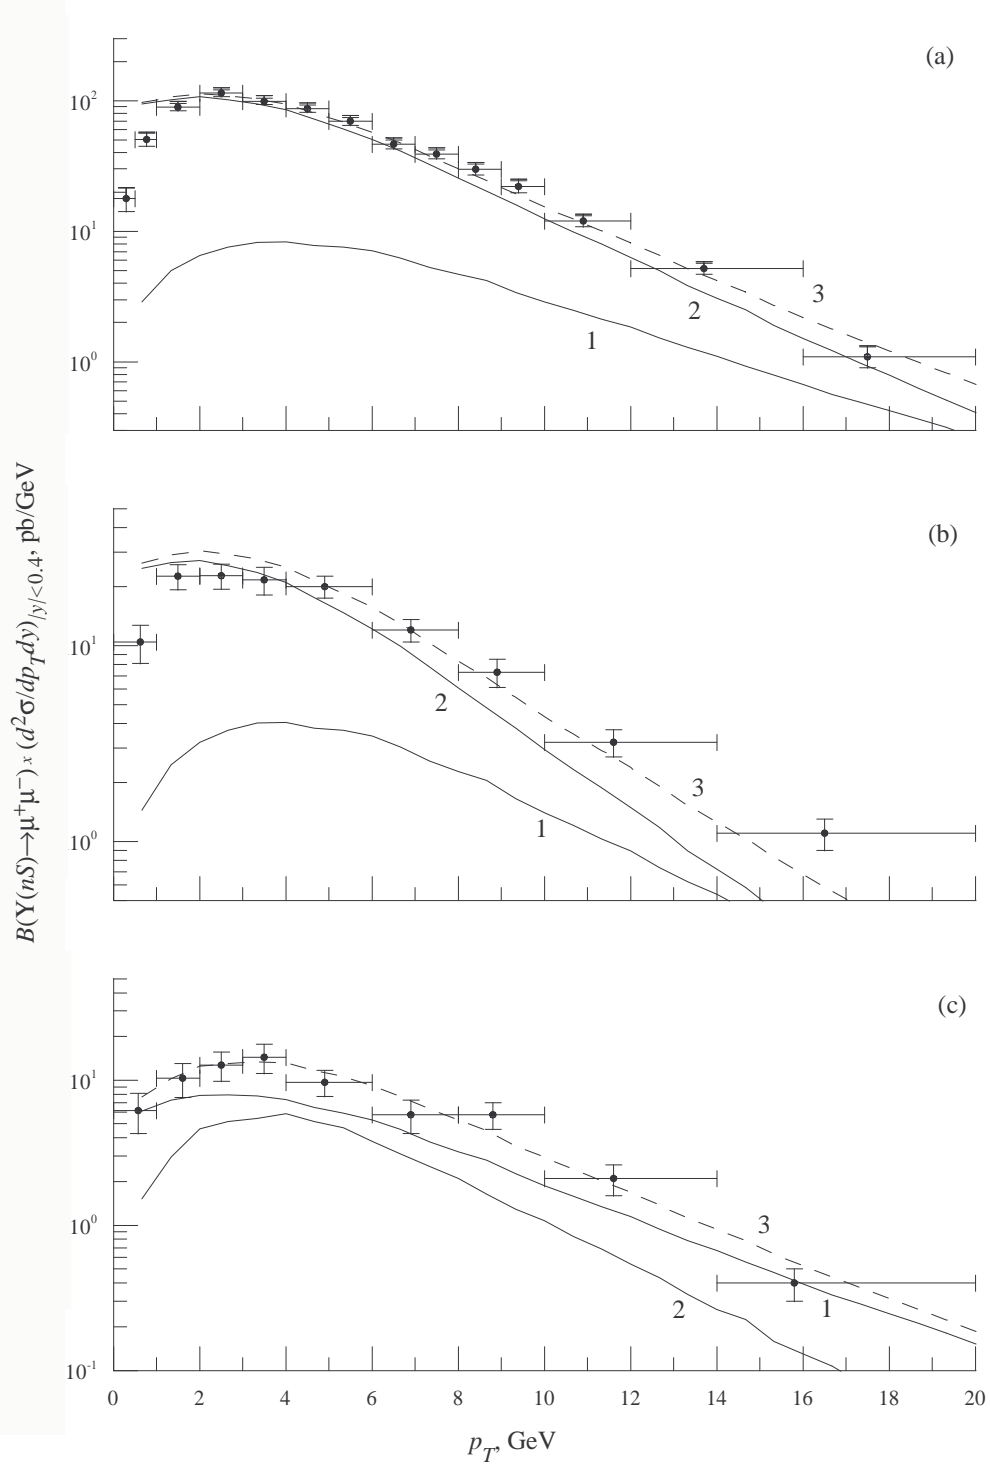 B(Υ(nS)→μ⁺μ⁻) x (d²σ/dp_T dy)_|y|<0.4, pb/GeV
(a)
10²
10¹
10⁰
3
2
1
(b)
10¹
10⁰
2
3
1
(c)
10¹
10⁰
10⁻¹
3
2
1
0 2 4 6 8 10 12 14 16 18 20
p_T, GeV